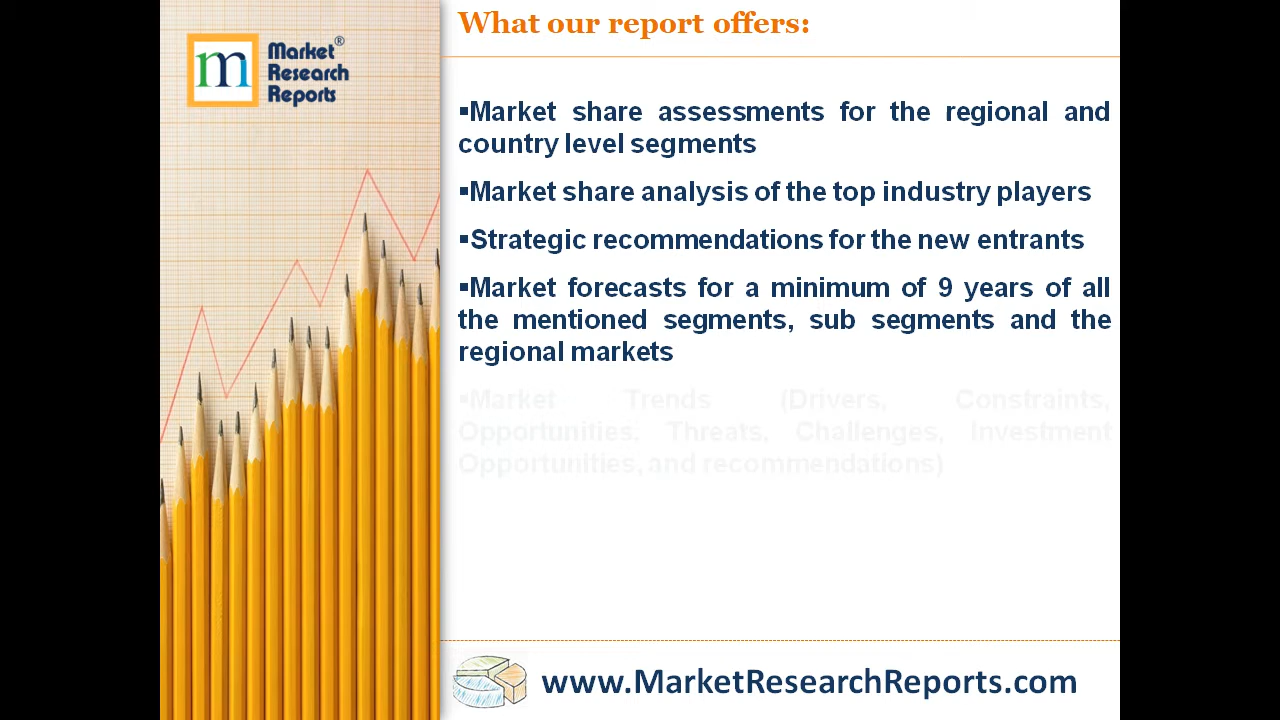 What our report offers:
m
Market®
Research
Reports
▪Market share assessments for the regional and
country level segments
▪Market share analysis of the top industry players
▪Strategic recommendations for the new entrants
▪Market forecasts for a minimum of 9 years of all
the mentioned segments, sub segments and the
regional markets
▪Market Trends (Drivers, Constraints,
Opportunities, Threats, Challenges, Investment
Opportunities, and recommendations)
www.MarketResearchReports.com